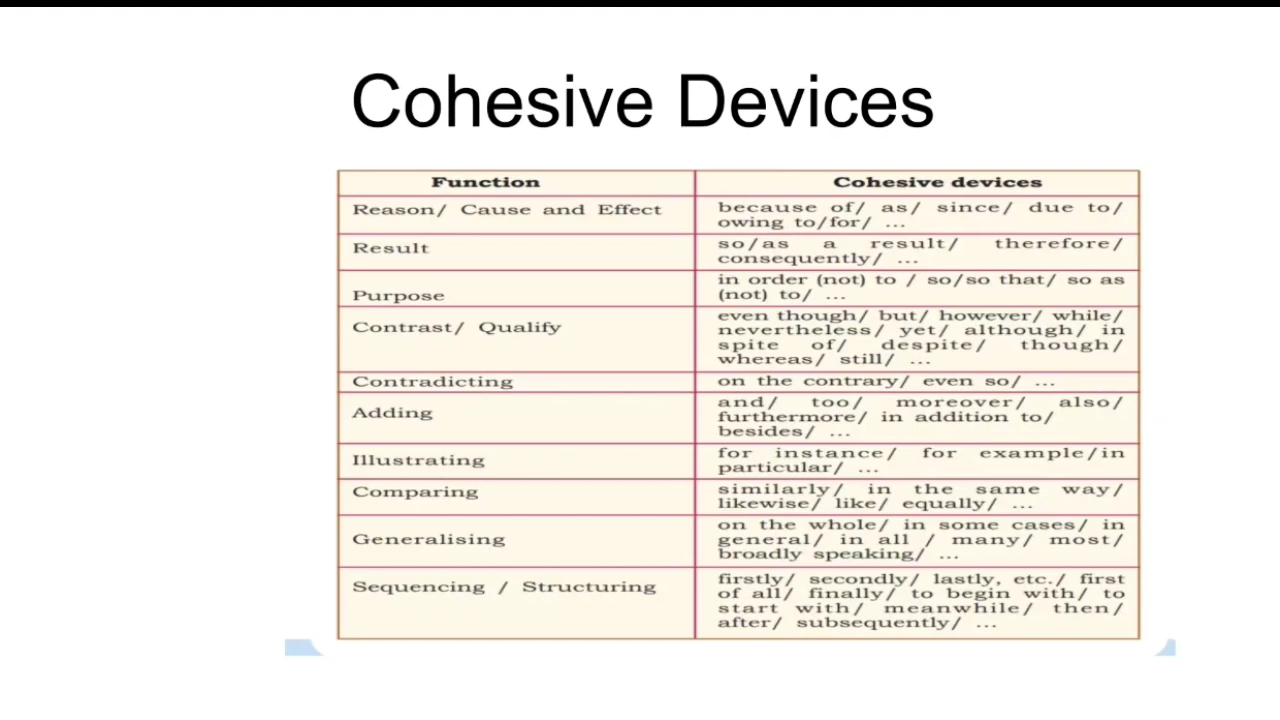 Cohesive Devices
Function
Cohesive devices
Reason/ Cause and Effect
because of/ as/ since/ due to/
owing to/for/ ...
Result
so/as a result/ therefore/
consequently/ ...
Purpose
in order (not) to / so/so that/ so as
(not) to/ ...
Contrast/ Qualify
even though/ but/ however/ while/
nevertheless/ yet/ although/ in
spite of/ despite/ though/
whereas/ still/ ...
Contradicting
on the contrary/ even so/ ...
Adding
and/ too/ moreover/ also/
furthermore/ in addition to/
besides/ ...
Illustrating
for instance/ for example/in
particular/ ...
Comparing
similarly/ in the same way/
likewise/ like/ equally/ ...
Generalising
on the whole/ in some cases/ in
general/ in all / many/ most/
broadly speaking/ ...
Sequencing / Structuring
firstly/ secondly/ lastly, etc./ first
of all/ finally/ to begin with/ to
start with/ meanwhile/ then/
after/ subsequently/ ...